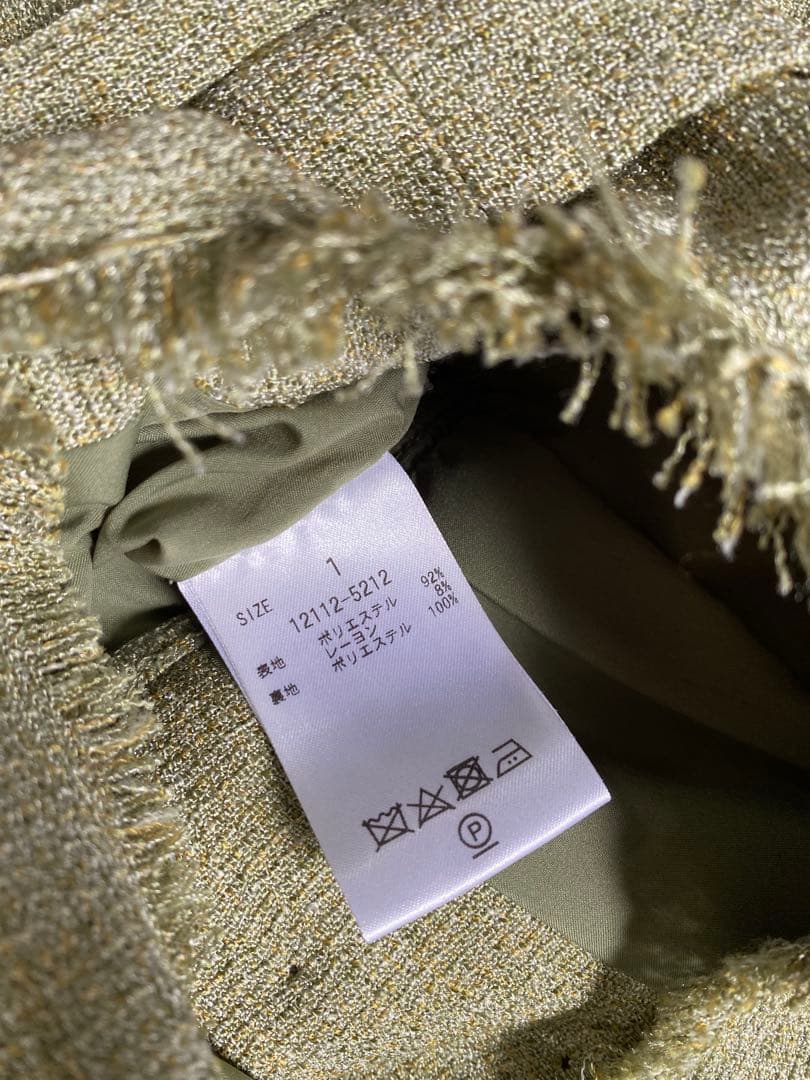 SIZE 1
12112-5212
表地 ポリエステル 92%
レーヨン 8%
裏地 ポリエステル 100%
P